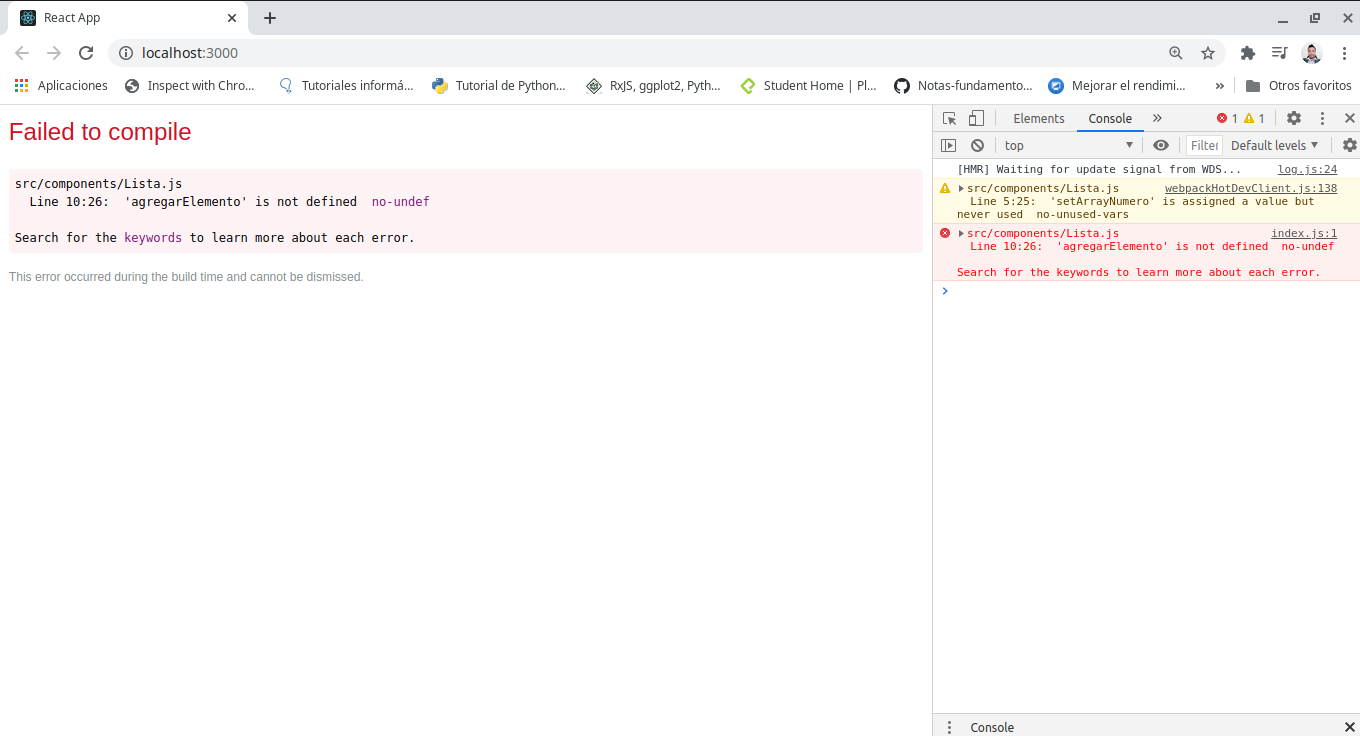 React App
localhost:3000
Aplicaciones Inspect with Chro... Tutoriales informá... Tutorial de Python... RxJS, ggplot2, Pyth... Student Home | Pl... Notas-fundamento... Mejorar el rendimi... » Otros favoritos
Failed to compile
src/components/Lista.js
Line 10:26: 'agregarElemento' is not defined no-undef
Search for the keywords to learn more about each error.
This error occurred during the build time and cannot be dismissed.
Elements Console » 1 1
top Filter Default levels
[HMR] Waiting for update signal from WDS... log.js:24
src/components/Lista.js webpackHotDevClient.js:138
Line 5:25: 'setArrayNumero' is assigned a value but
never used no-unused-vars
src/components/Lista.js index.js:1
Line 10:26: 'agregarElemento' is not defined no-undef
Search for the keywords to learn more about each error.
Console